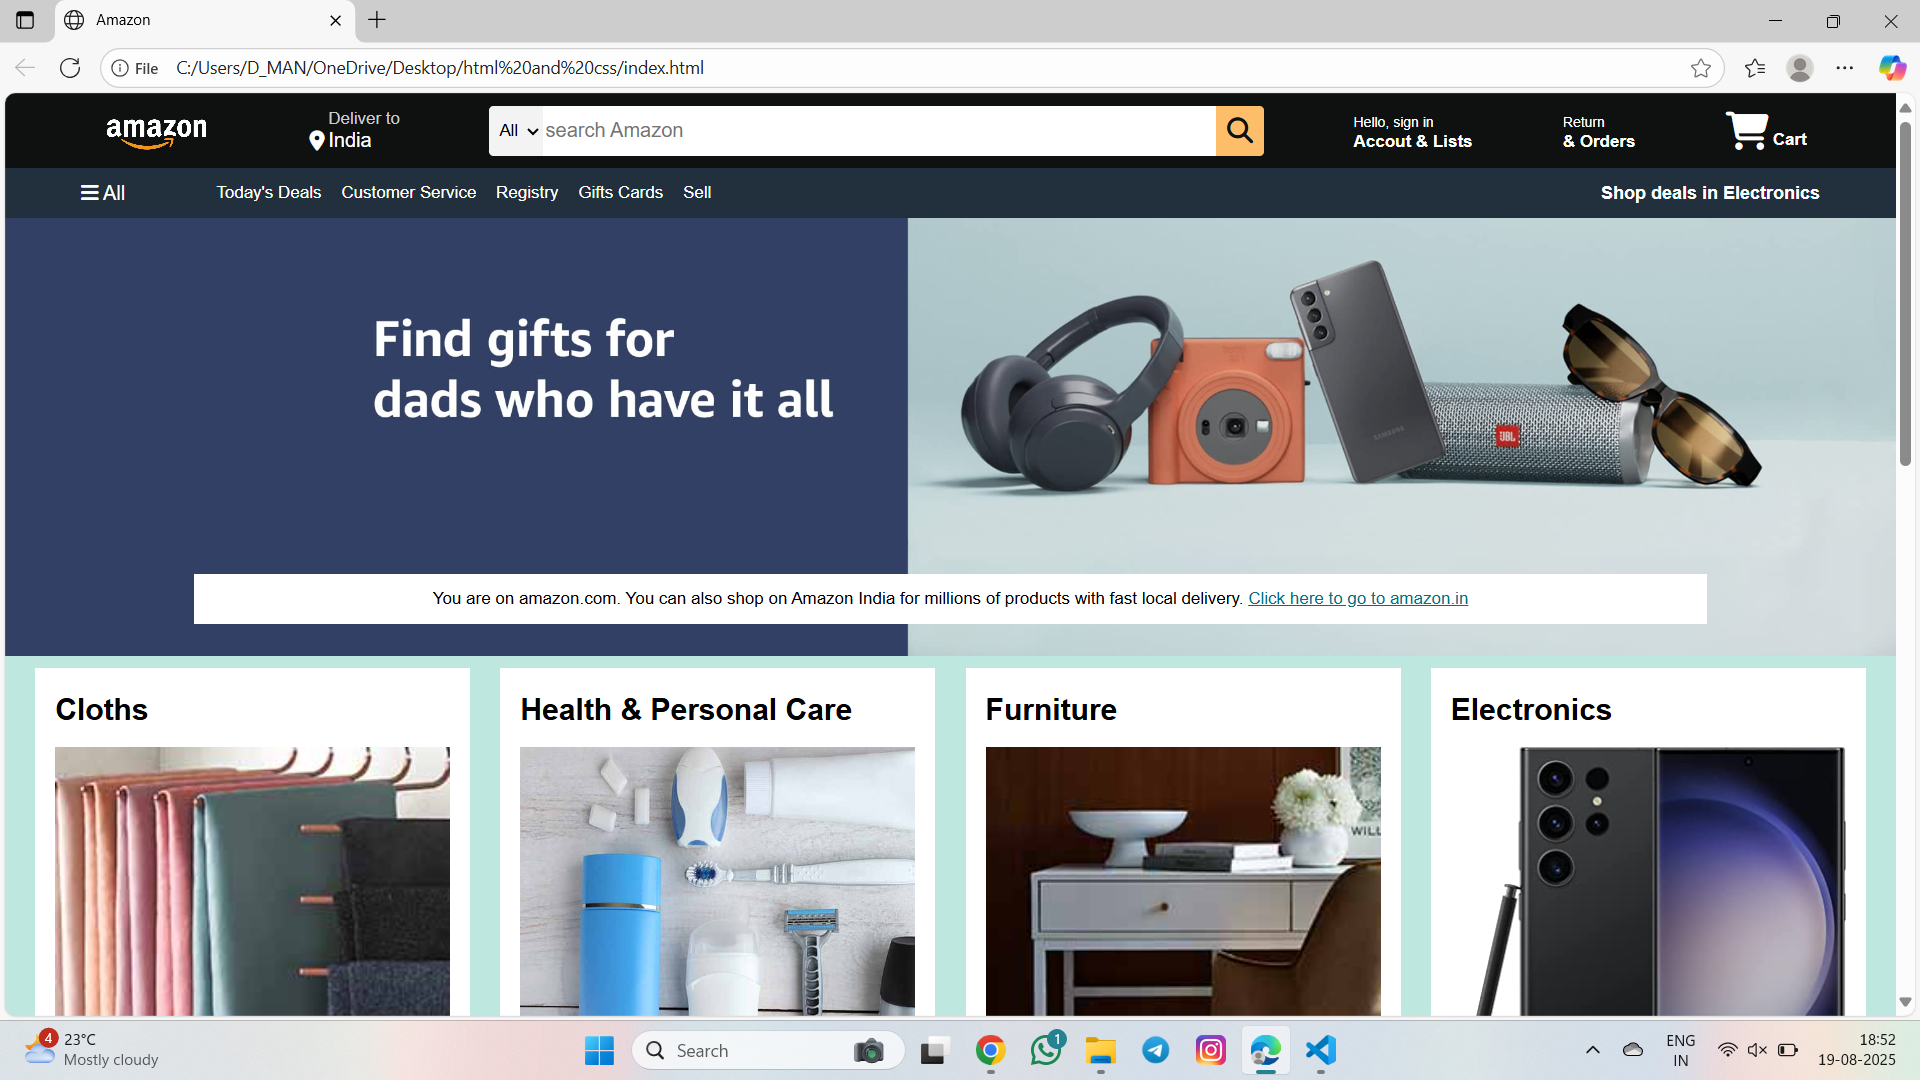 Amazon
File C:/Users/D_MAN/OneDrive/Desktop/html%20and%20css/index.html
amazon
Deliver to
India
All search Amazon
Hello, sign in
Accout & Lists
Return
& Orders
Cart
All Today's Deals Customer Service Registry Gifts Cards Sell Shop deals in Electronics
Find gifts for
dads who have it all
SAMSUNG
JBL
You are on amazon.com. You can also shop on Amazon India for millions of products with fast local delivery. Click here to go to amazon.in
Cloths Health & Personal Care Furniture Electronics
WILL
4
23°C
Mostly cloudy
Search
1
ENG
IN
18:52
19-08-2025